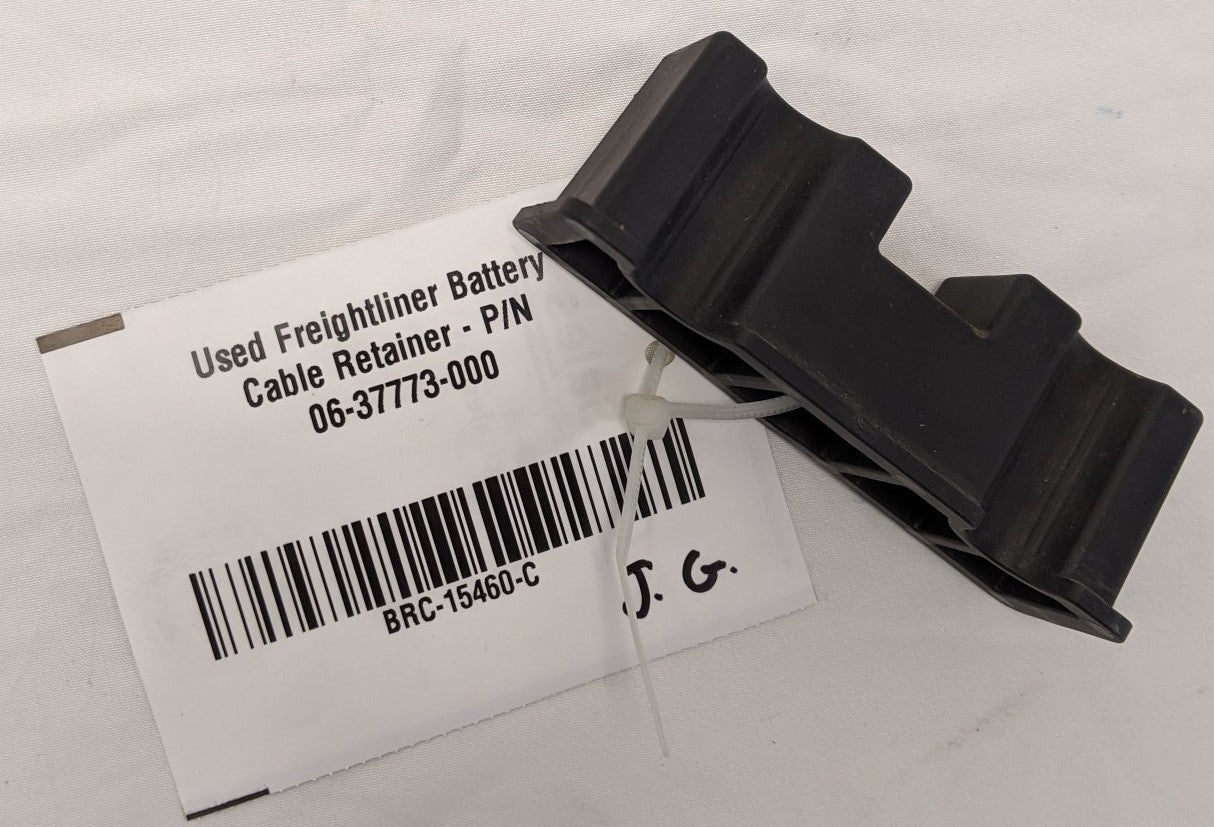 Used Freightliner Battery
Cable Retainer - P/N
06-37773-000
BRC-15460-C
J. G.